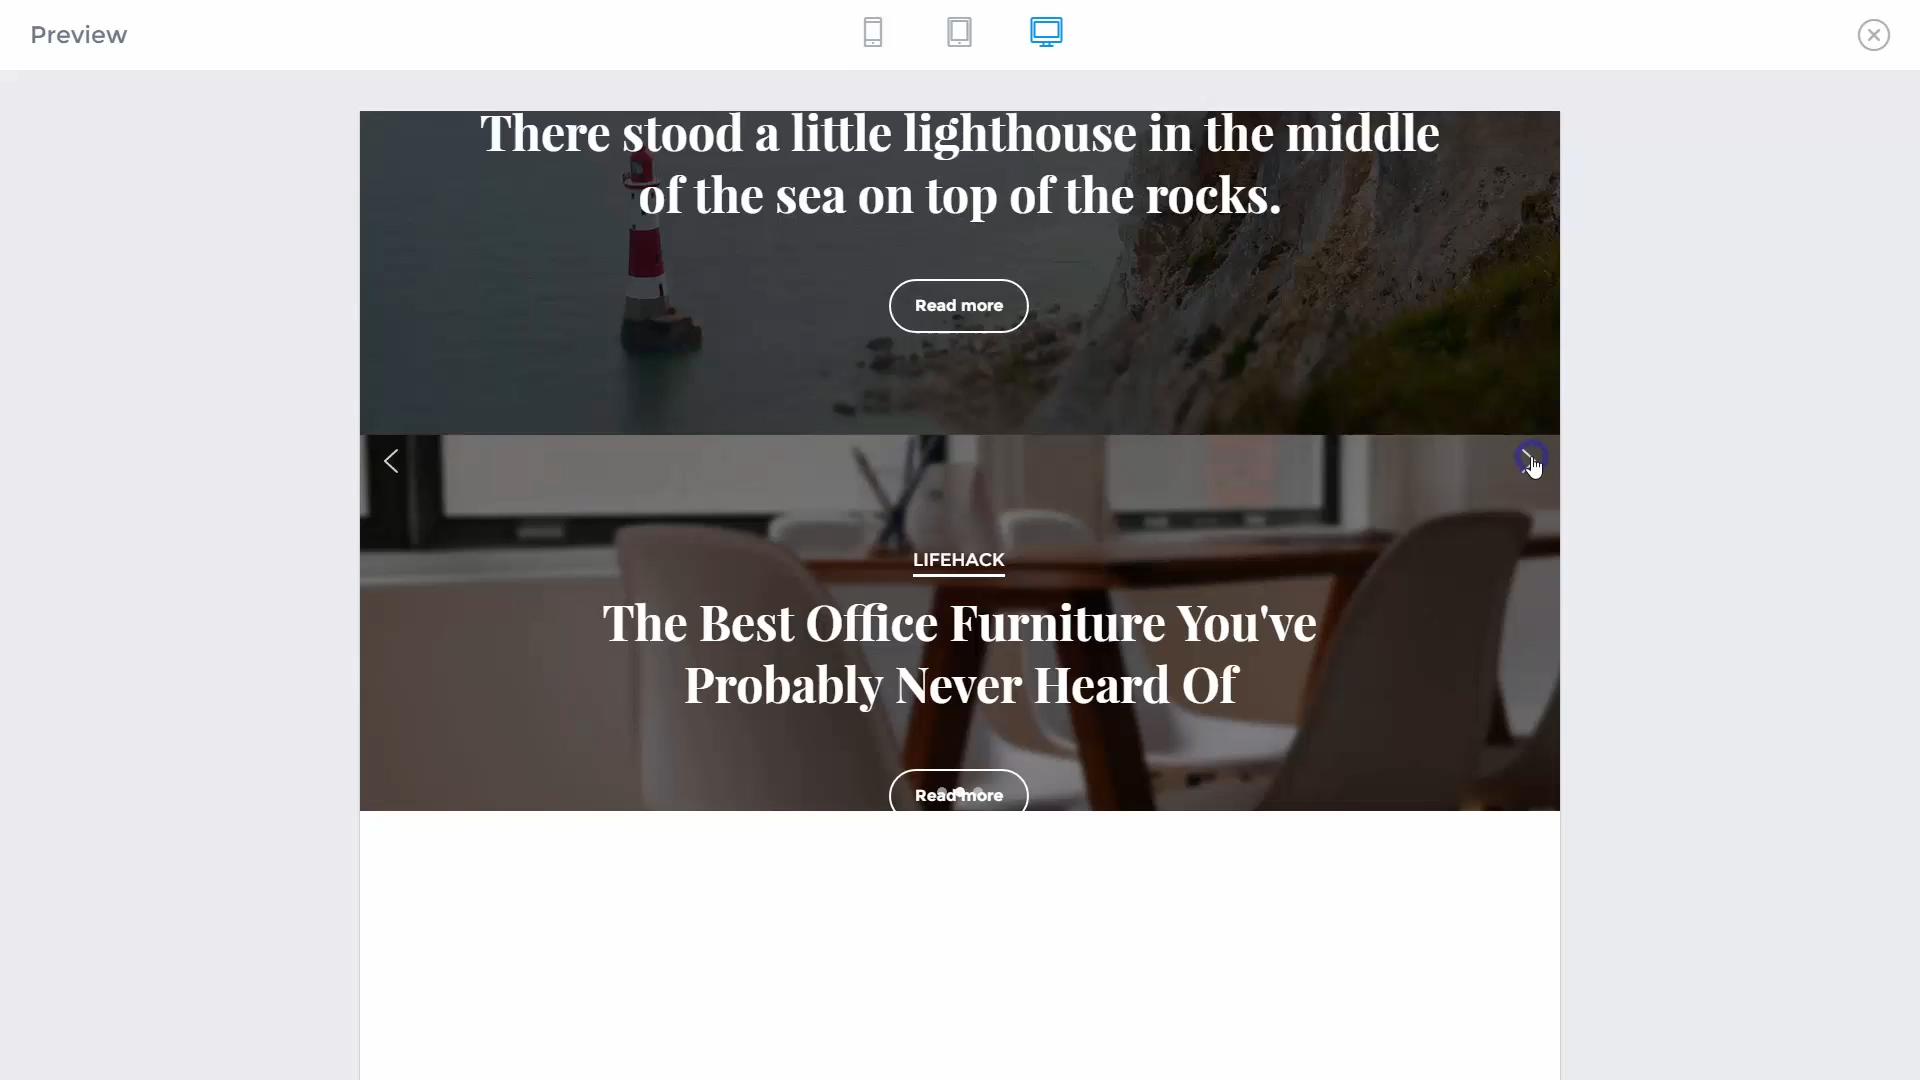 Preview
There stood a little lighthouse in the middle
of the sea on top of the rocks.
Read more
LIFEHACK
The Best Office Furniture You've
Probably Never Heard Of
Read more